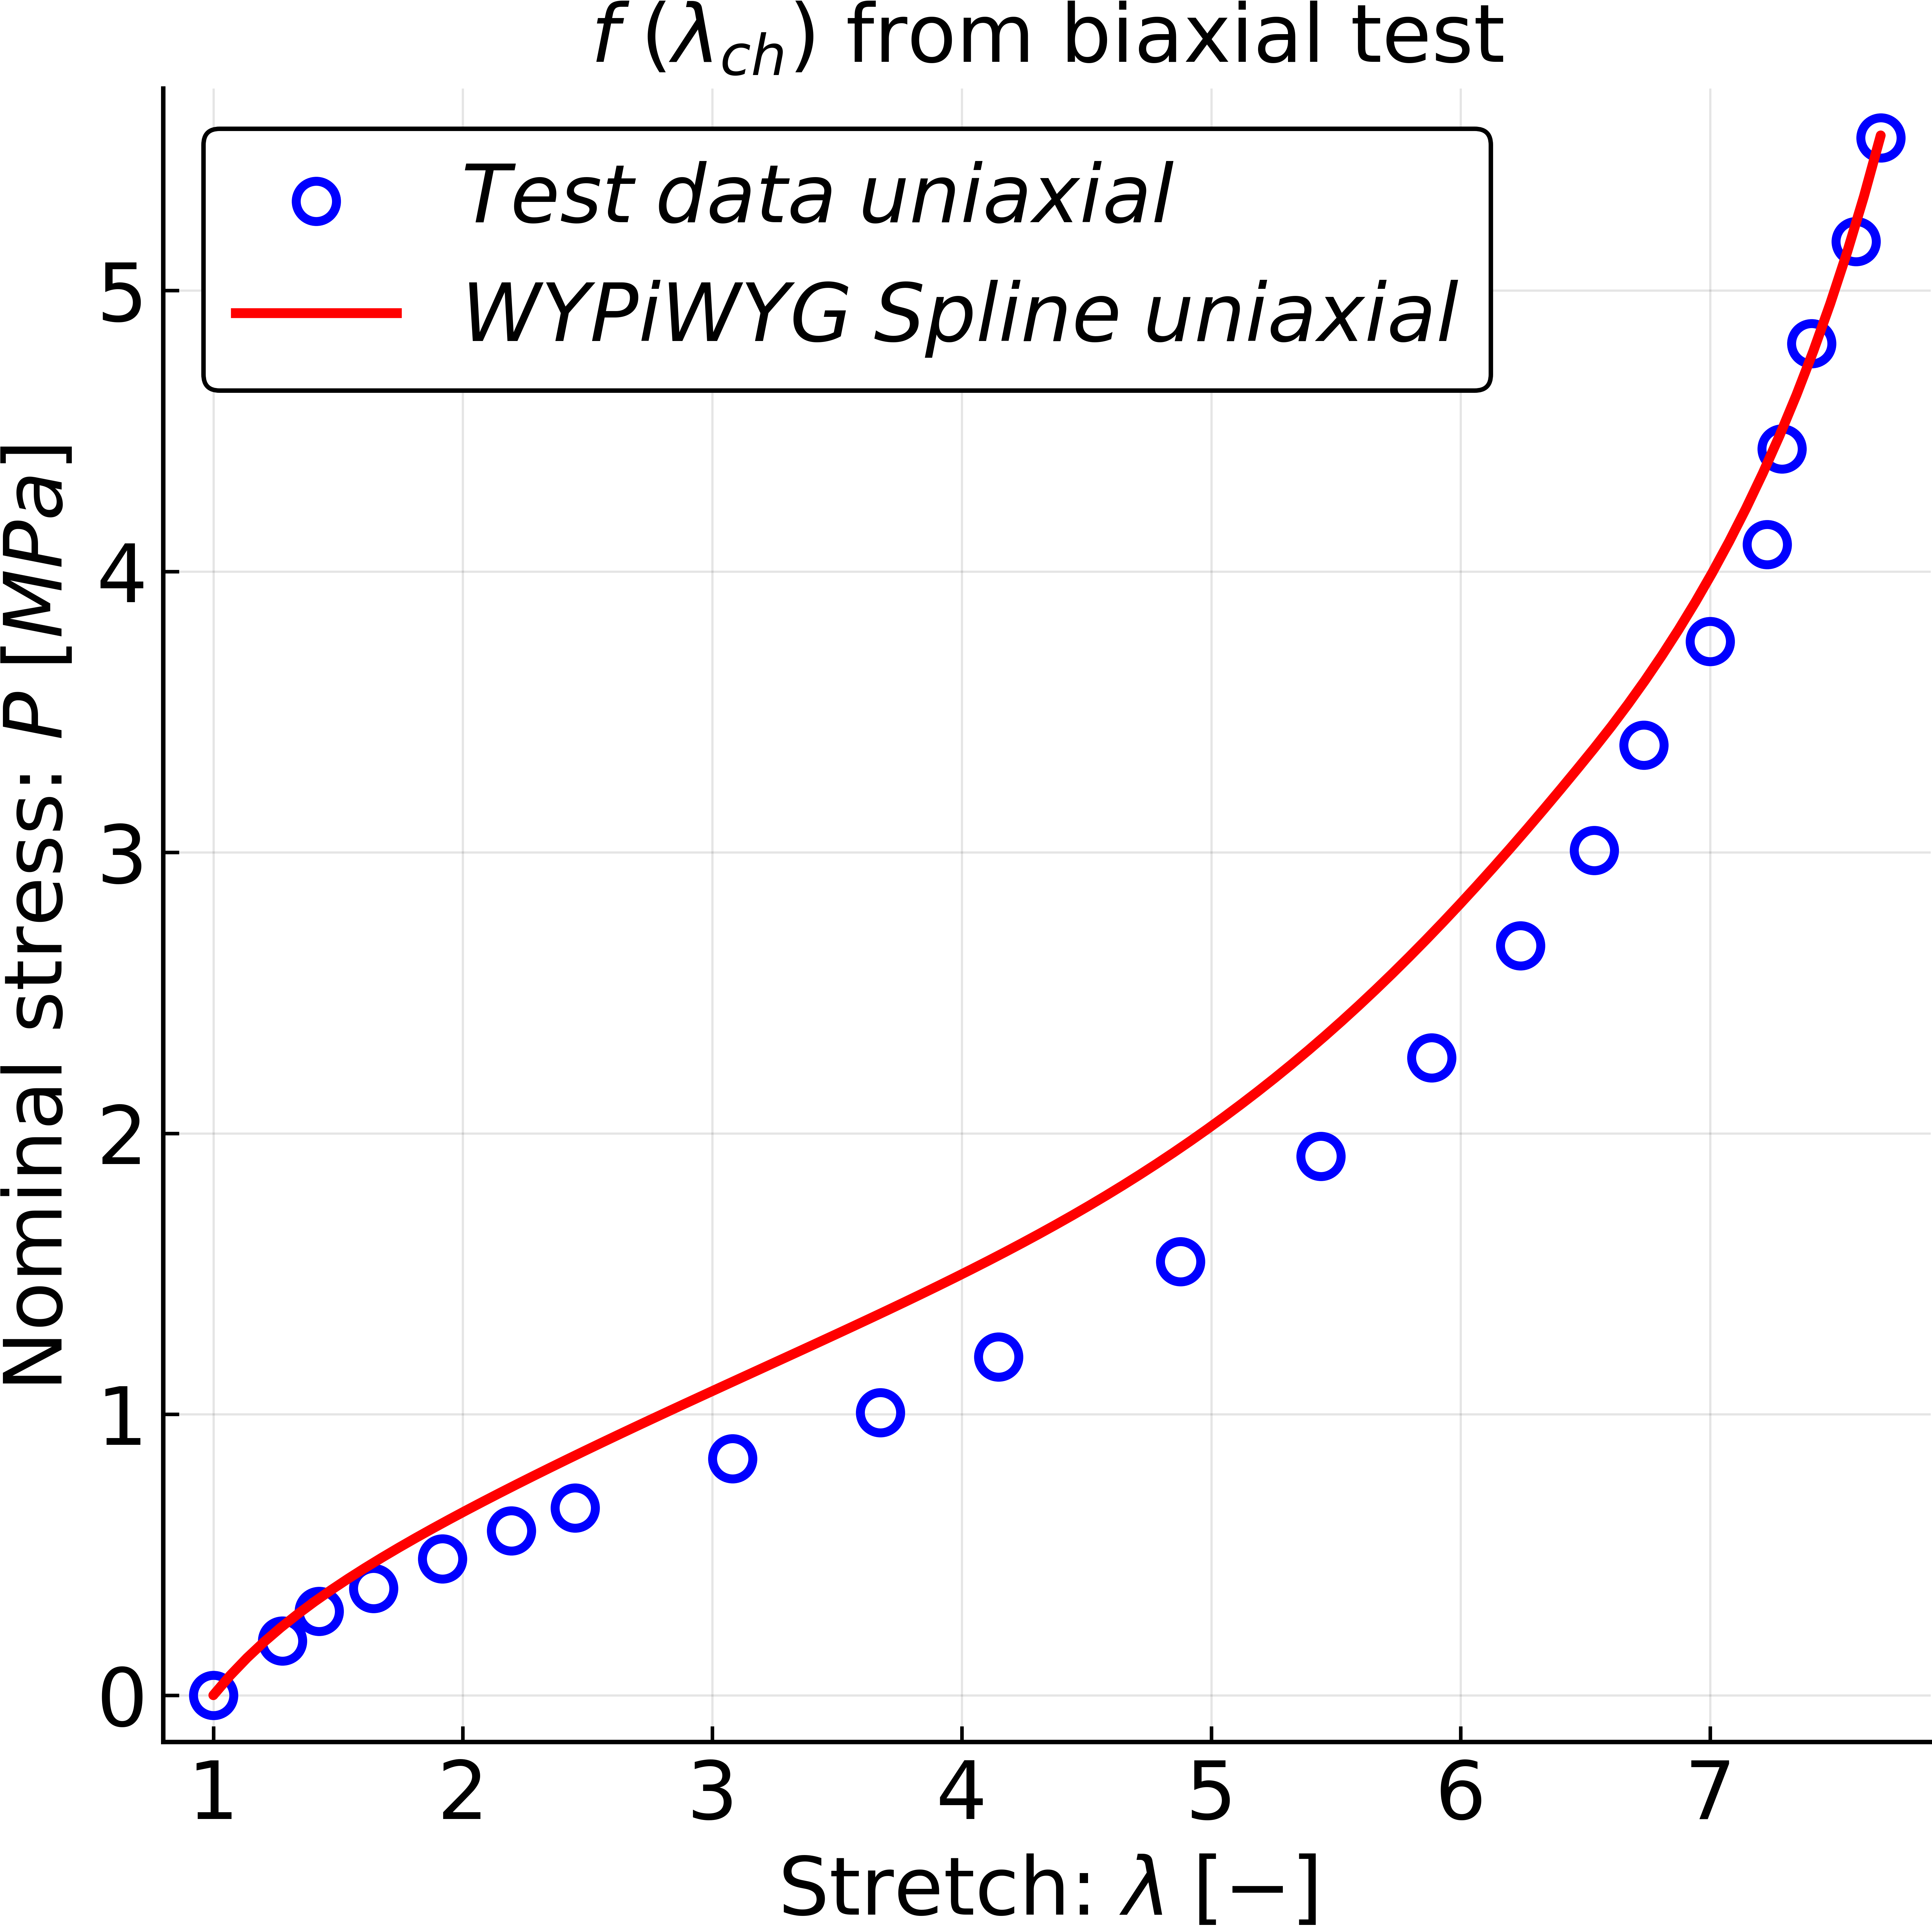 f (λch) from biaxial test
Test data uniaxial
WYPiWYG Spline uniaxial
Nominal stress: P [MPa]
5
4
3
2
1
0
1 2 3 4 5 6 7
Stretch: λ [−]